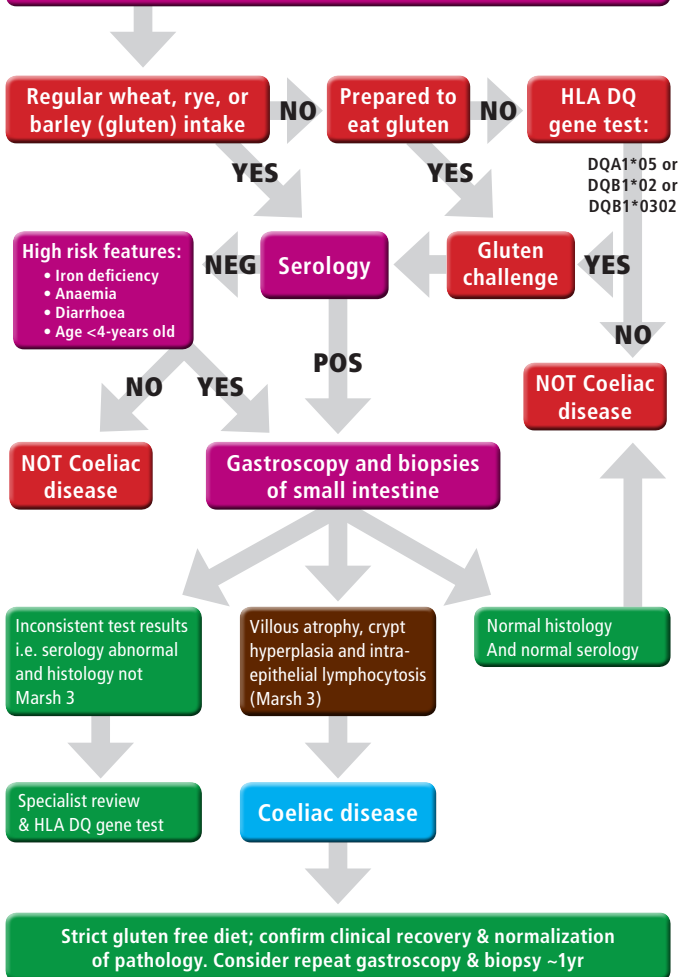 Regular wheat, rye, or
barley (gluten) intake
NO
Prepared to
eat gluten
NO
HLA DQ
gene test:
YES
YES
DQA1*05 or
DQB1*02 or
DQB1*0302
High risk features:
• Iron deficiency
• Anaemia
• Diarrhoea
• Age <4-years old
NEG
Serology
Gluten
challenge
YES
NO
NO
YES
POS
NOT Coeliac
disease
NOT Coeliac
disease
Gastroscopy and biopsies
of small intestine
Inconsistent test results
i.e. serology abnormal
and histology not
Marsh 3
Villous atrophy, crypt
hyperplasia and intra-
epithelial lymphocytosis
(Marsh 3)
Normal histology
And normal serology
Specialist review
& HLA DQ gene test
Coeliac disease
Strict gluten free diet; confirm clinical recovery & normalization
of pathology. Consider repeat gastroscopy & biopsy ~1yr